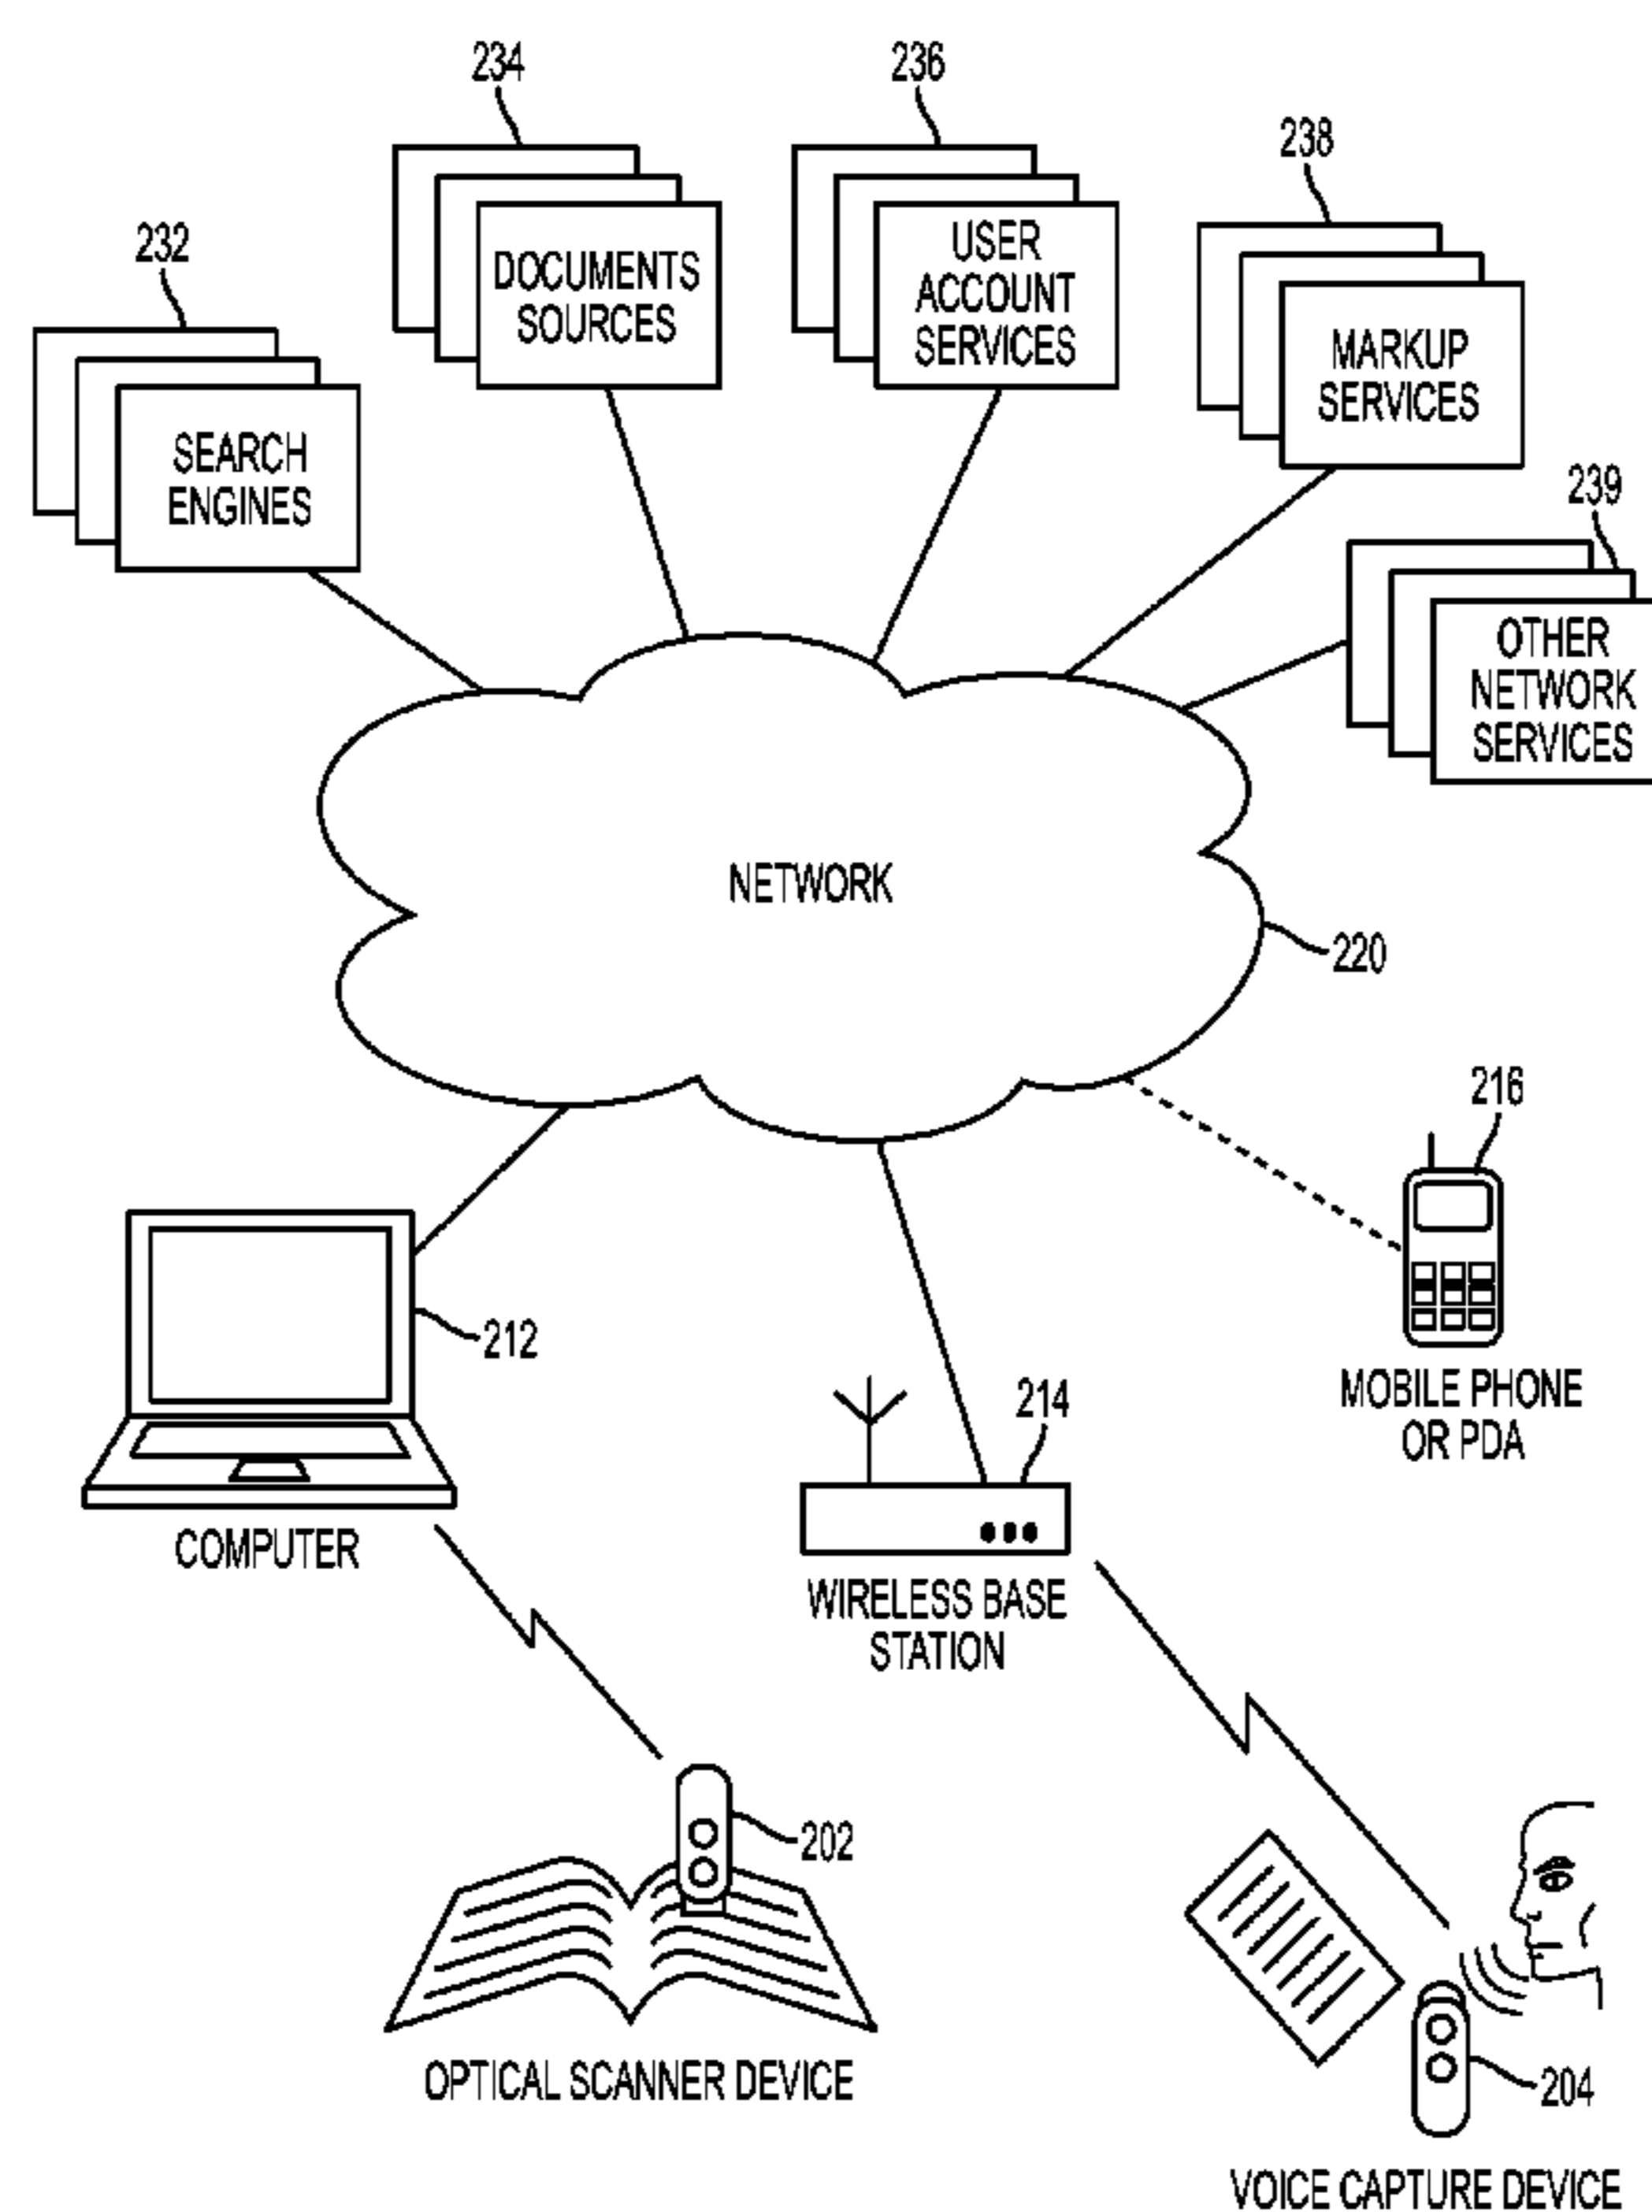 234
236
238
232
DOCUMENTS
SOURCES
USER
ACCOUNT
SERVICES
MARKUP
SERVICES
SEARCH
ENGINES
239
OTHER
NETWORK
SERVICES
NETWORK
220
216
212
MOBILE PHONE
OR PDA
214
COMPUTER
WIRELESS BASE
STATION
202
OPTICAL SCANNER DEVICE
204
VOICE CAPTURE DEVICE